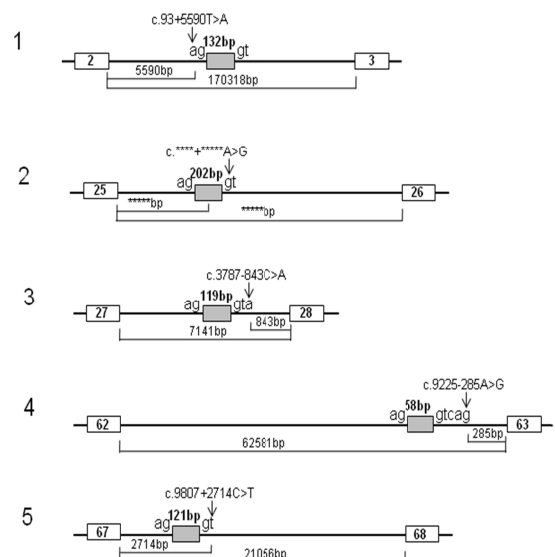 c.93+5590T>A
1
ag 132bp gt
2 3
5590bp
170318bp
c.****+*****A>G
2
ag 202bp gt
25 26
*****bp
*****bp
c.3787-843C>A
3
ag 119bp gta
27 28
843bp
7141bp
c.9225-285A>G
4
ag 58bp gtcag
62 63
285bp
62581bp
c.9807+2714C>T
5
ag 121bp gt
67 68
2714bp
21056bp